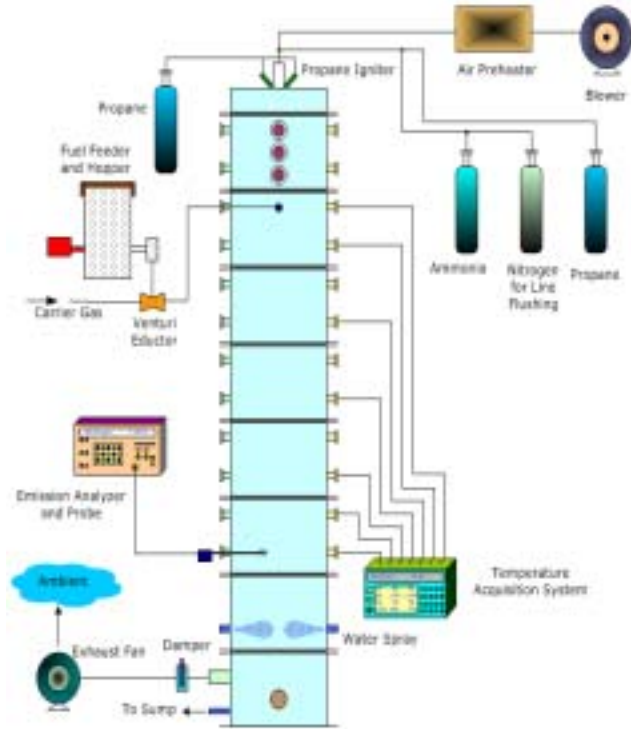 Propane Igniter
Air Preheater
Blower
Propane
Fuel Feeder
and Hopper
Ammonia
Nitrogen
for Line
Flushing
Propane
Carrier Gas
Venturi
Eductor
Emission Analyzer
and Probe
Temperature
Acquisition System
Ambient
Exhaust Fan
Damper
Water Spray
To Sump